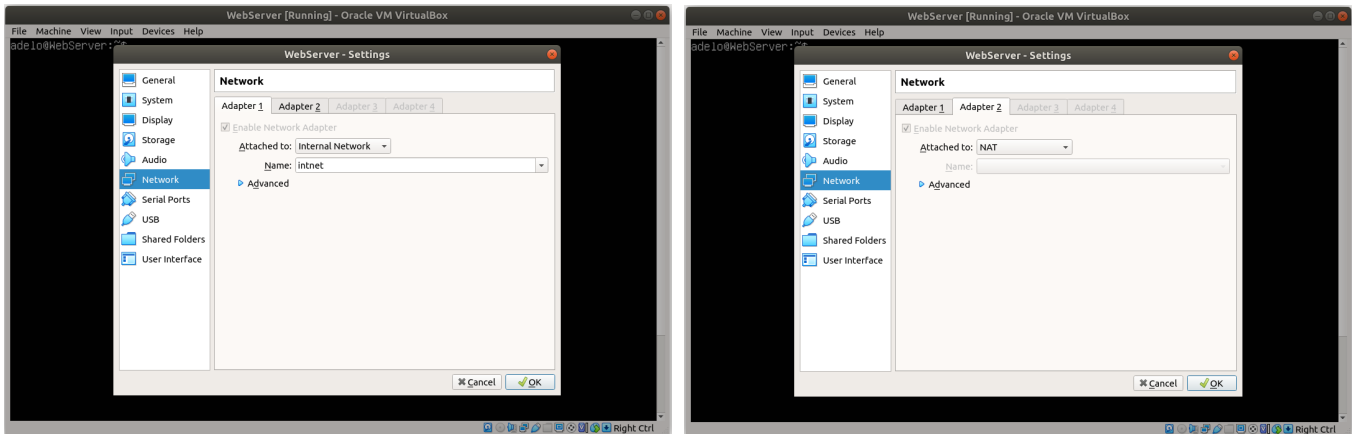 WebServer [Running] - Oracle VM VirtualBox
File Machine View Input Devices Help
adelo@WebServer:~$
WebServer - Settings
General
System
Display
Storage
Audio
Network
Serial Ports
USB
Shared Folders
User Interface
Network
Adapter 1 Adapter 2 Adapter 3 Adapter 4
Enable Network Adapter
Attached to: Internal Network
Name: intnet
Advanced
Cancel OK
Right Ctrl
WebServer [Running] - Oracle VM VirtualBox
File Machine View Input Devices Help
adelo@WebServer:~$
WebServer - Settings
General
System
Display
Storage
Audio
Network
Serial Ports
USB
Shared Folders
User Interface
Network
Adapter 1 Adapter 2 Adapter 3 Adapter 4
Enable Network Adapter
Attached to: NAT
Name:
Advanced
Cancel OK
Right Ctrl